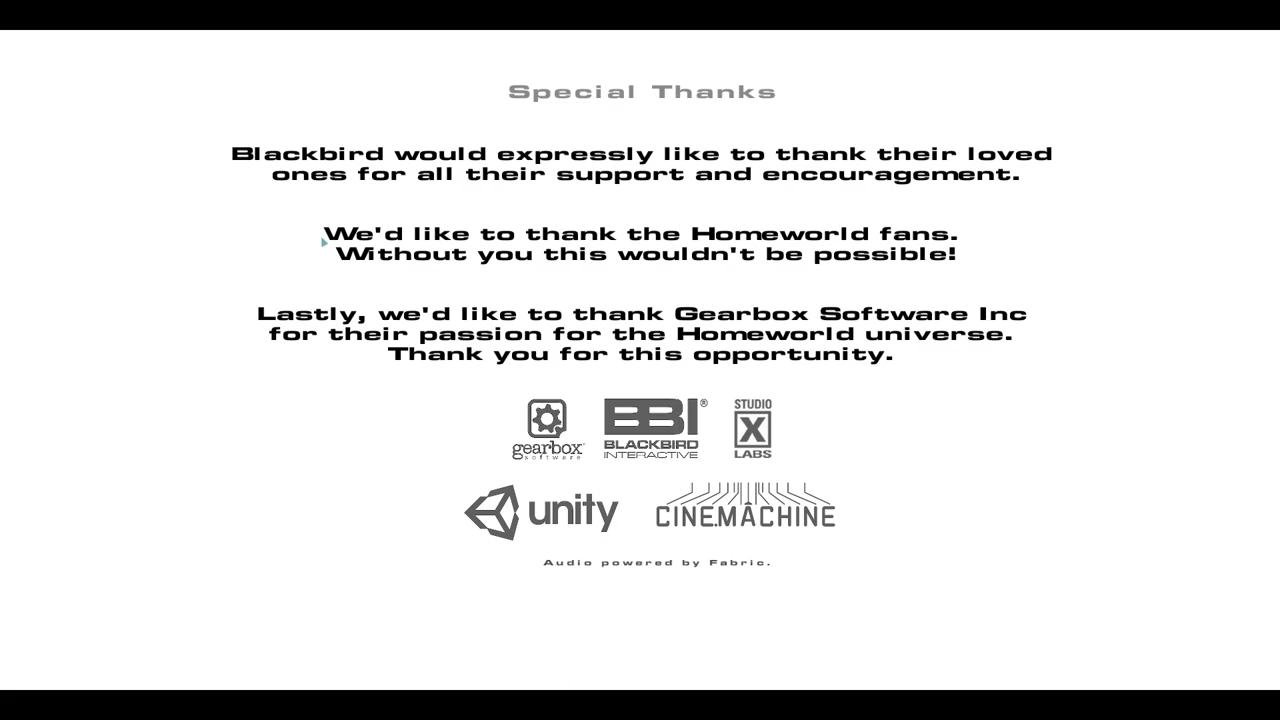 Special Thanks
Blackbird would expressly like to thank their loved
ones for all their support and encouragement.
We'd like to thank the Homeworld fans.
Without you this wouldn't be possible!
Lastly, we'd like to thank Gearbox Software Inc
for their passion for the Homeworld universe.
Thank you for this opportunity.
gearbox
software
BBI®
BLACKBIRD
INTERACTIVE
STUDIO
X
LABS
unity
CINEMACHINE
Audio powered by Fabric.